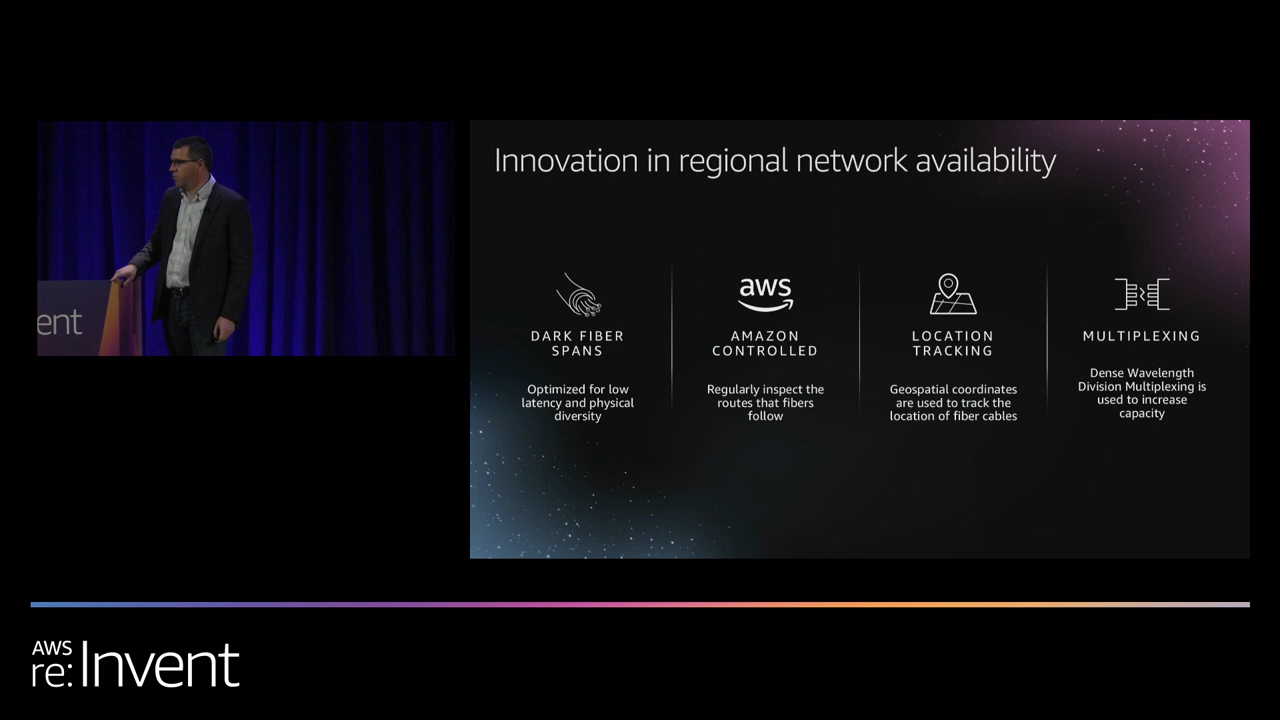 Innovation in regional network availability
DARK FIBER
SPANS
Optimized for low
latency and physical
diversity
aws
AMAZON
CONTROLLED
Regularly inspect the
routes that fibers
follow
LOCATION
TRACKING
Geospatial coordinates
are used to track the
location of fiber cables
MULTIPLEXING
Dense Wavelength
Division Multiplexing is
used to increase
capacity
ent
AWS
re:Invent